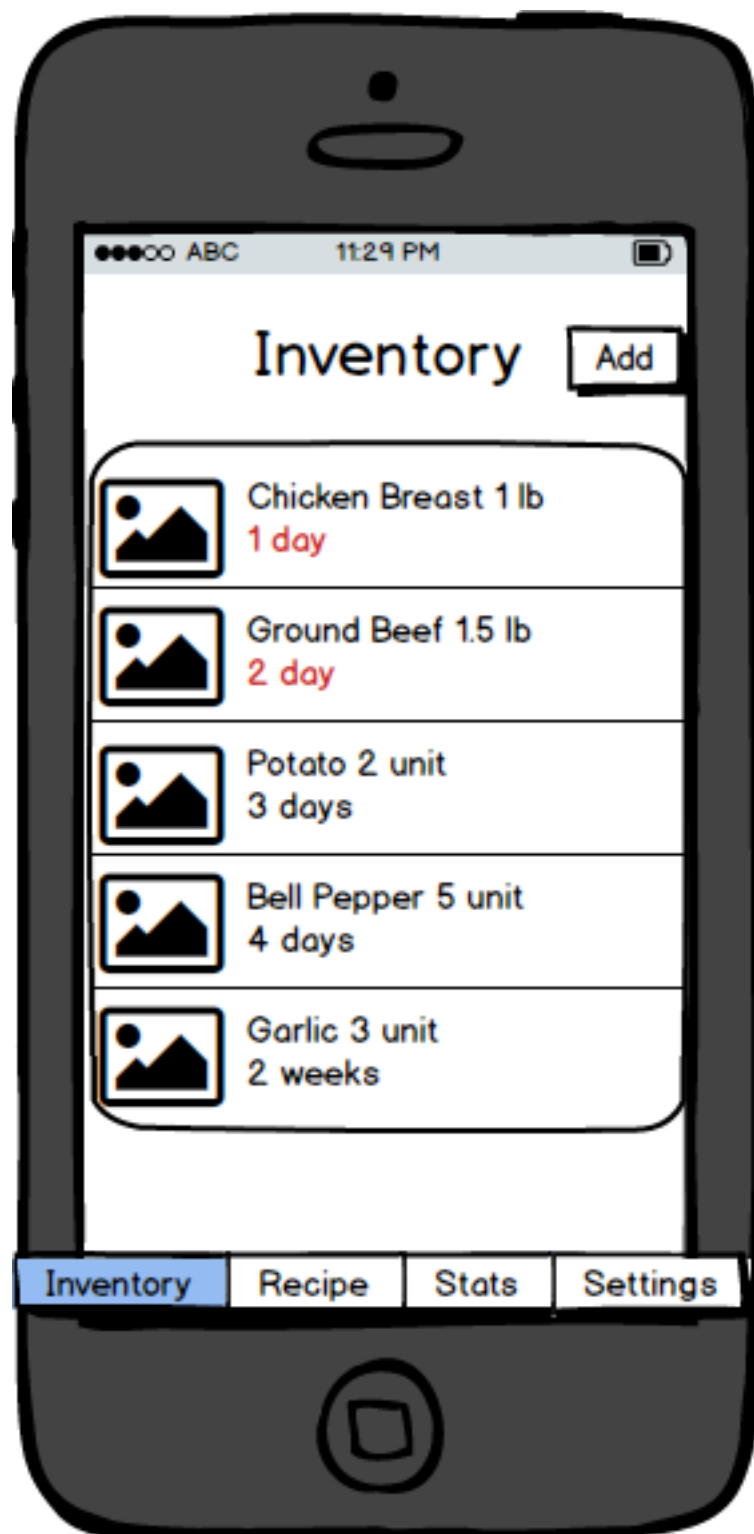 ABC 11:29 PM
Inventory Add
Chicken Breast 1 lb
1 day
Ground Beef 1.5 lb
2 day
Potato 2 unit
3 days
Bell Pepper 5 unit
4 days
Garlic 3 unit
2 weeks
Inventory Recipe Stats Settings